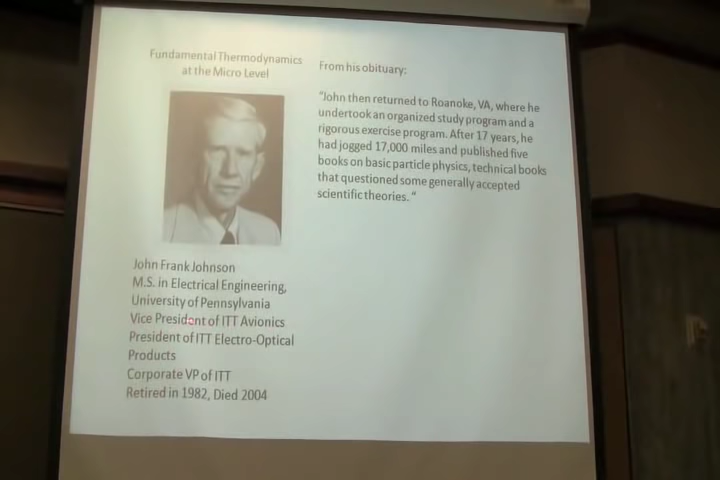 Fundamental Thermodynamics
at the Micro Level
John Frank Johnson
M.S. in Electrical Engineering,
University of Pennsylvania
Vice President of ITT Avionics
President of ITT Electro-Optical
Products
Corporate VP of ITT
Retired in 1982, Died 2004
From his obituary:
"John then returned to Roanoke, VA, where he
undertook an organized study program and a
rigorous exercise program. After 17 years, he
had jogged 17,000 miles and published five
books on basic particle physics, technical books
that questioned some generally accepted
scientific theories. "